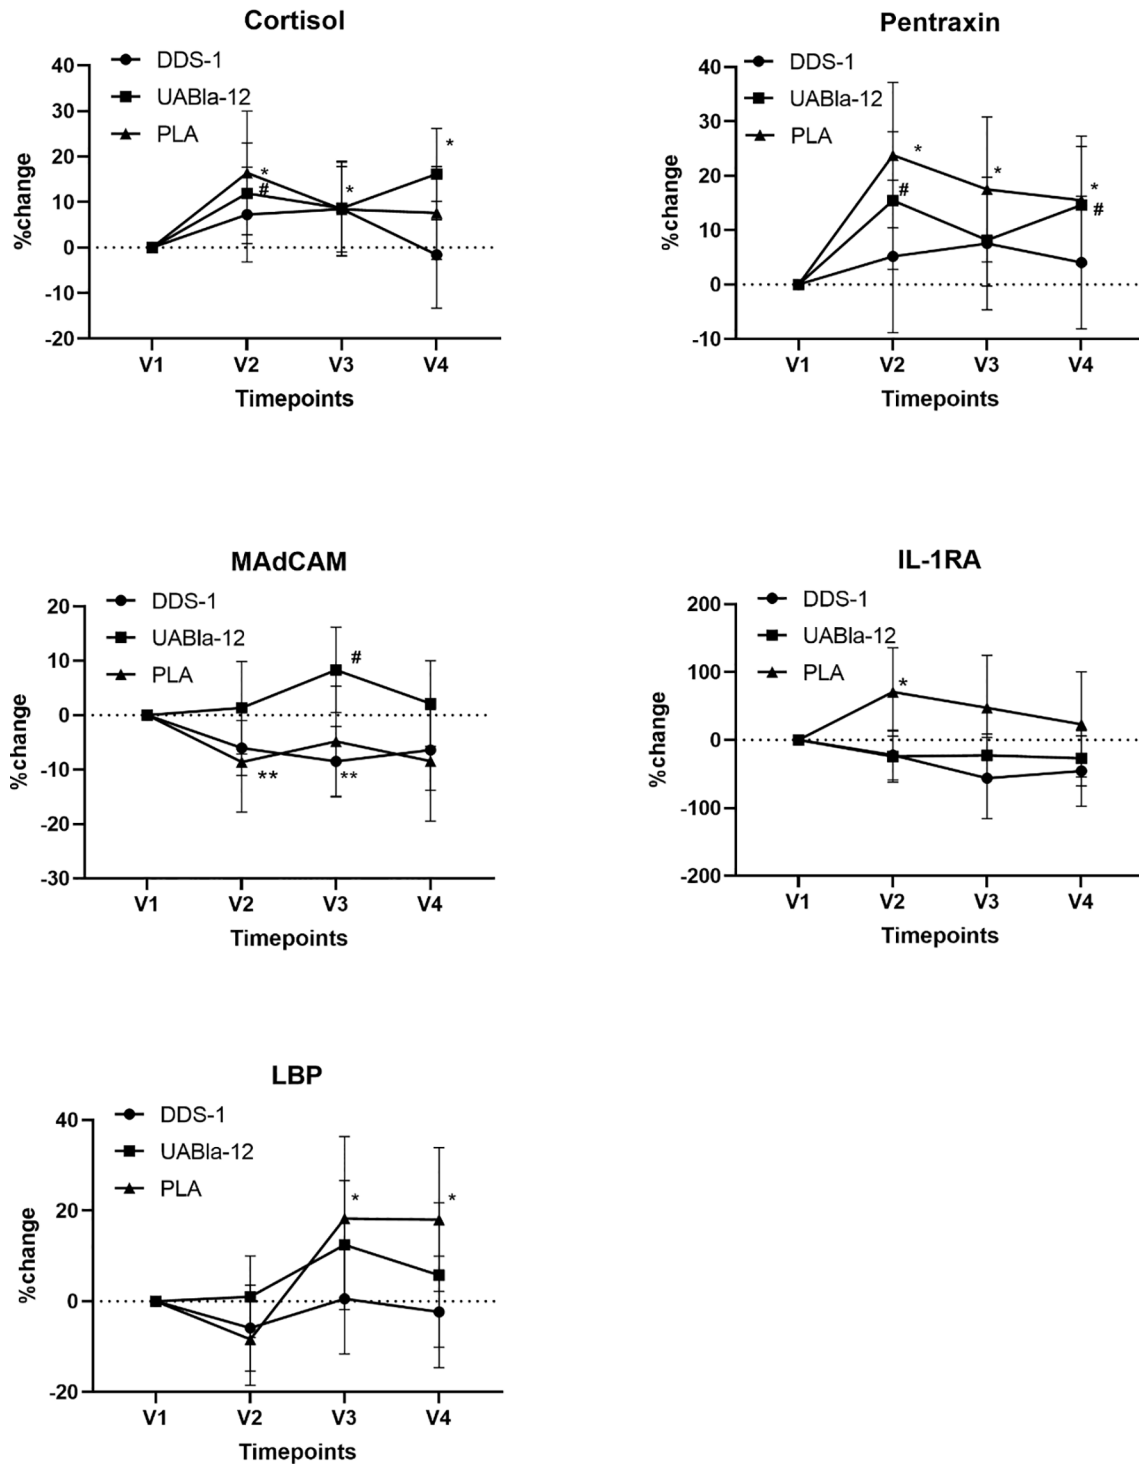 Cortisol
DDS-1
UABla-12
PLA
%change
40
30
20
10
0
-10
-20
*
#
*
*
V1 V2 V3 V4
Timepoints
Pentraxin
DDS-1
UABla-12
PLA
%change
40
30
20
10
0
-10
*
#
*
*
#
V1 V2 V3 V4
Timepoints
MAdCAM
DDS-1
UABla-12
PLA
%change
20
10
0
-10
-20
-30
#
**
**
V1 V2 V3 V4
Timepoints
IL-1RA
DDS-1
UABla-12
PLA
%change
200
100
0
-100
-200
*
V1 V2 V3 V4
Timepoints
LBP
DDS-1
UABla-12
PLA
%change
40
20
0
-20
*
*
V1 V2 V3 V4
Timepoints